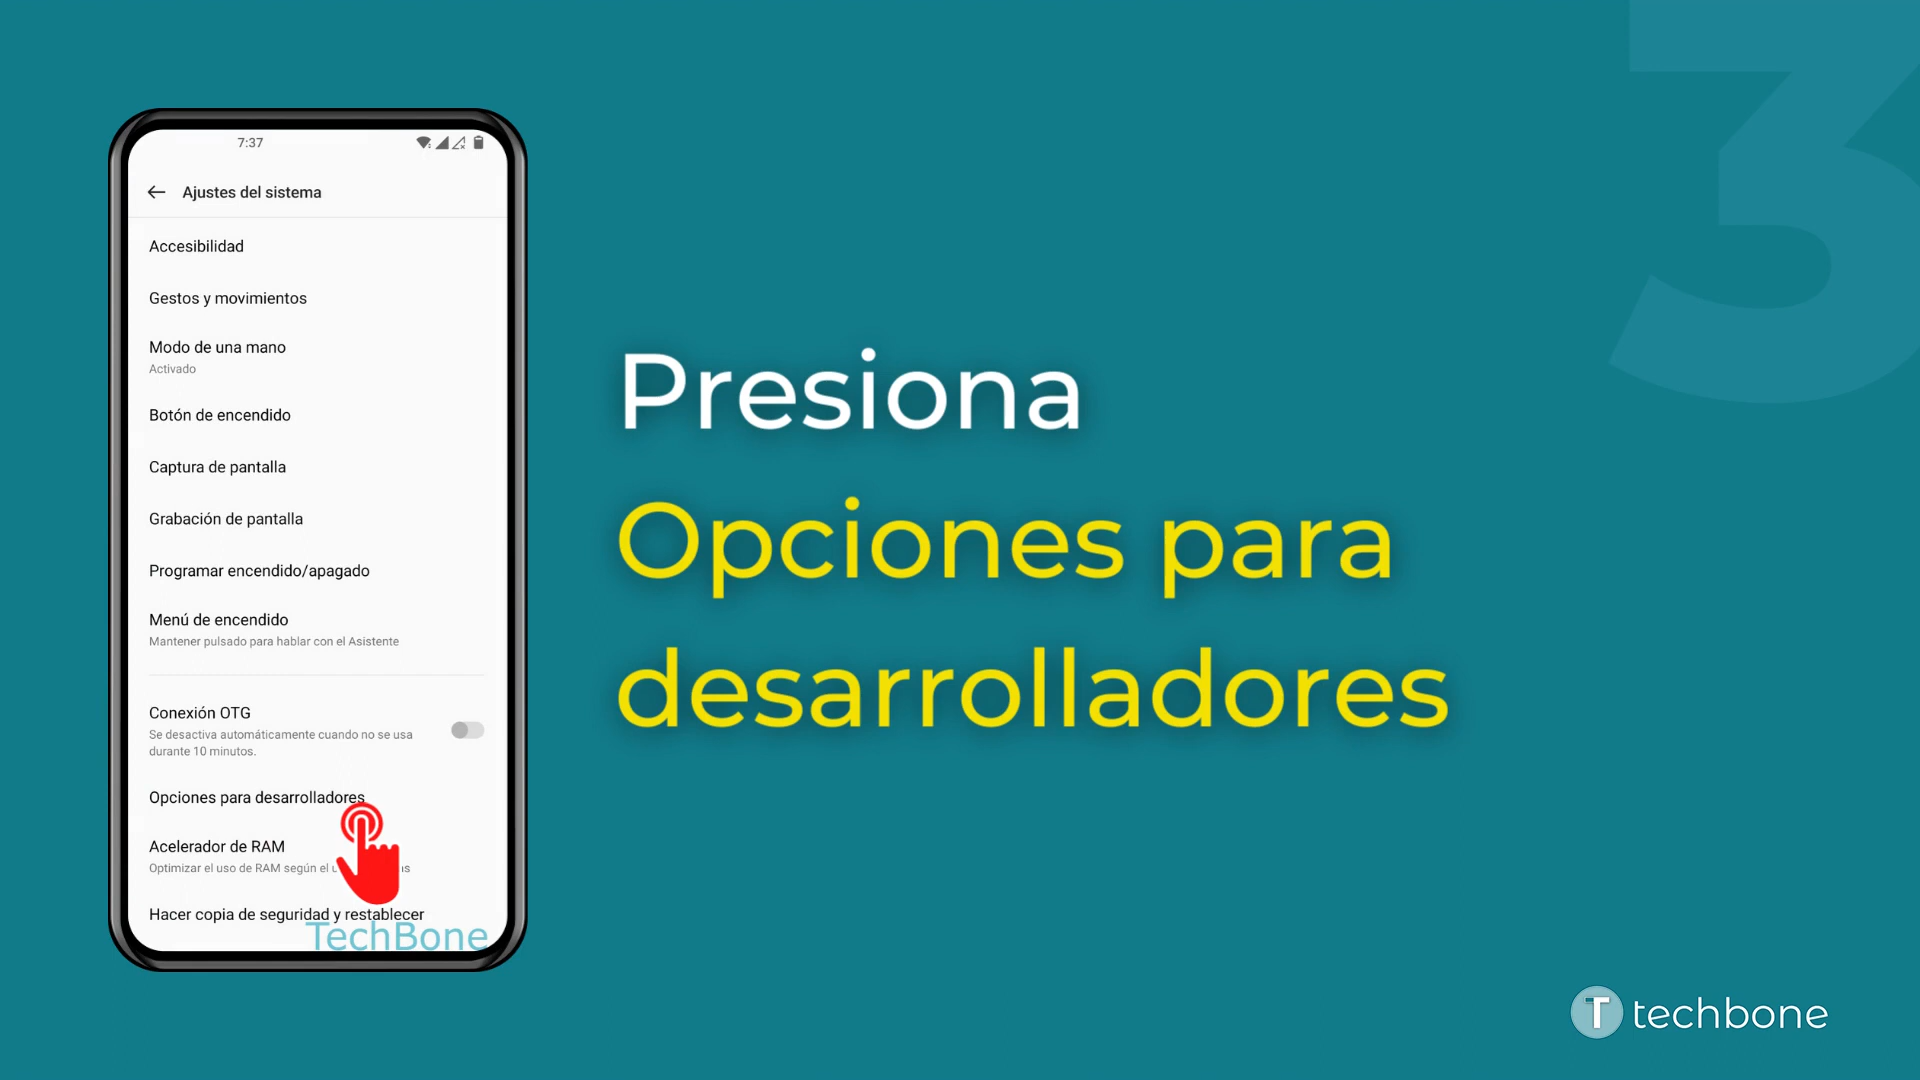 3
7:37
Ajustes del sistema
Accesibilidad
Gestos y movimientos
Modo de una mano
Activado
Botón de encendido
Captura de pantalla
Grabación de pantalla
Programar encendido/apagado
Menú de encendido
Mantener pulsado para hablar con el Asistente
Conexión OTG
Se desactiva automáticamente cuando no se usa
durante 10 minutos.
Opciones para desarrolladores
Acelerador de RAM
Optimizar el uso de RAM según el
Hacer copia de seguridad y restablecer
TechBone
Presiona
Opciones para
desarrolladores
T techbone